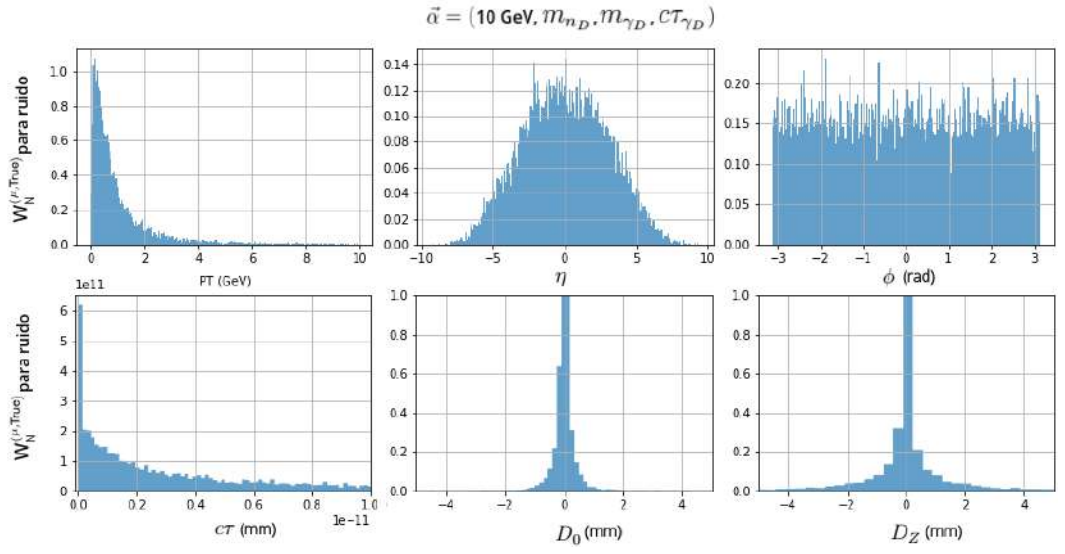 α⃗ = (10 GeV, m_{n_D}, m_{γ_D}, cτ_{γ_D})
W_N^{(μ,True)} para ruido
1.0
0.8
0.6
0.4
0.2
0.0
0 2 4 6 8 10
PT (GeV)
0.14
0.12
0.10
0.08
0.06
0.04
0.02
0.00
−10 −5 0 5 10
η
0.20
0.15
0.10
0.05
0.00
−3 −2 −1 0 1 2 3
ϕ (rad)
W_N^{(μ,True)} para ruido
1e11
6
5
4
3
2
1
0
0.0 0.2 0.4 0.6 0.8 1.0
1e−11
cτ (mm)
1.0
0.8
0.6
0.4
0.2
0.0
−4 −2 0 2 4
D_0 (mm)
1.0
0.8
0.6
0.4
0.2
0.0
−4 −2 0 2 4
D_Z (mm)